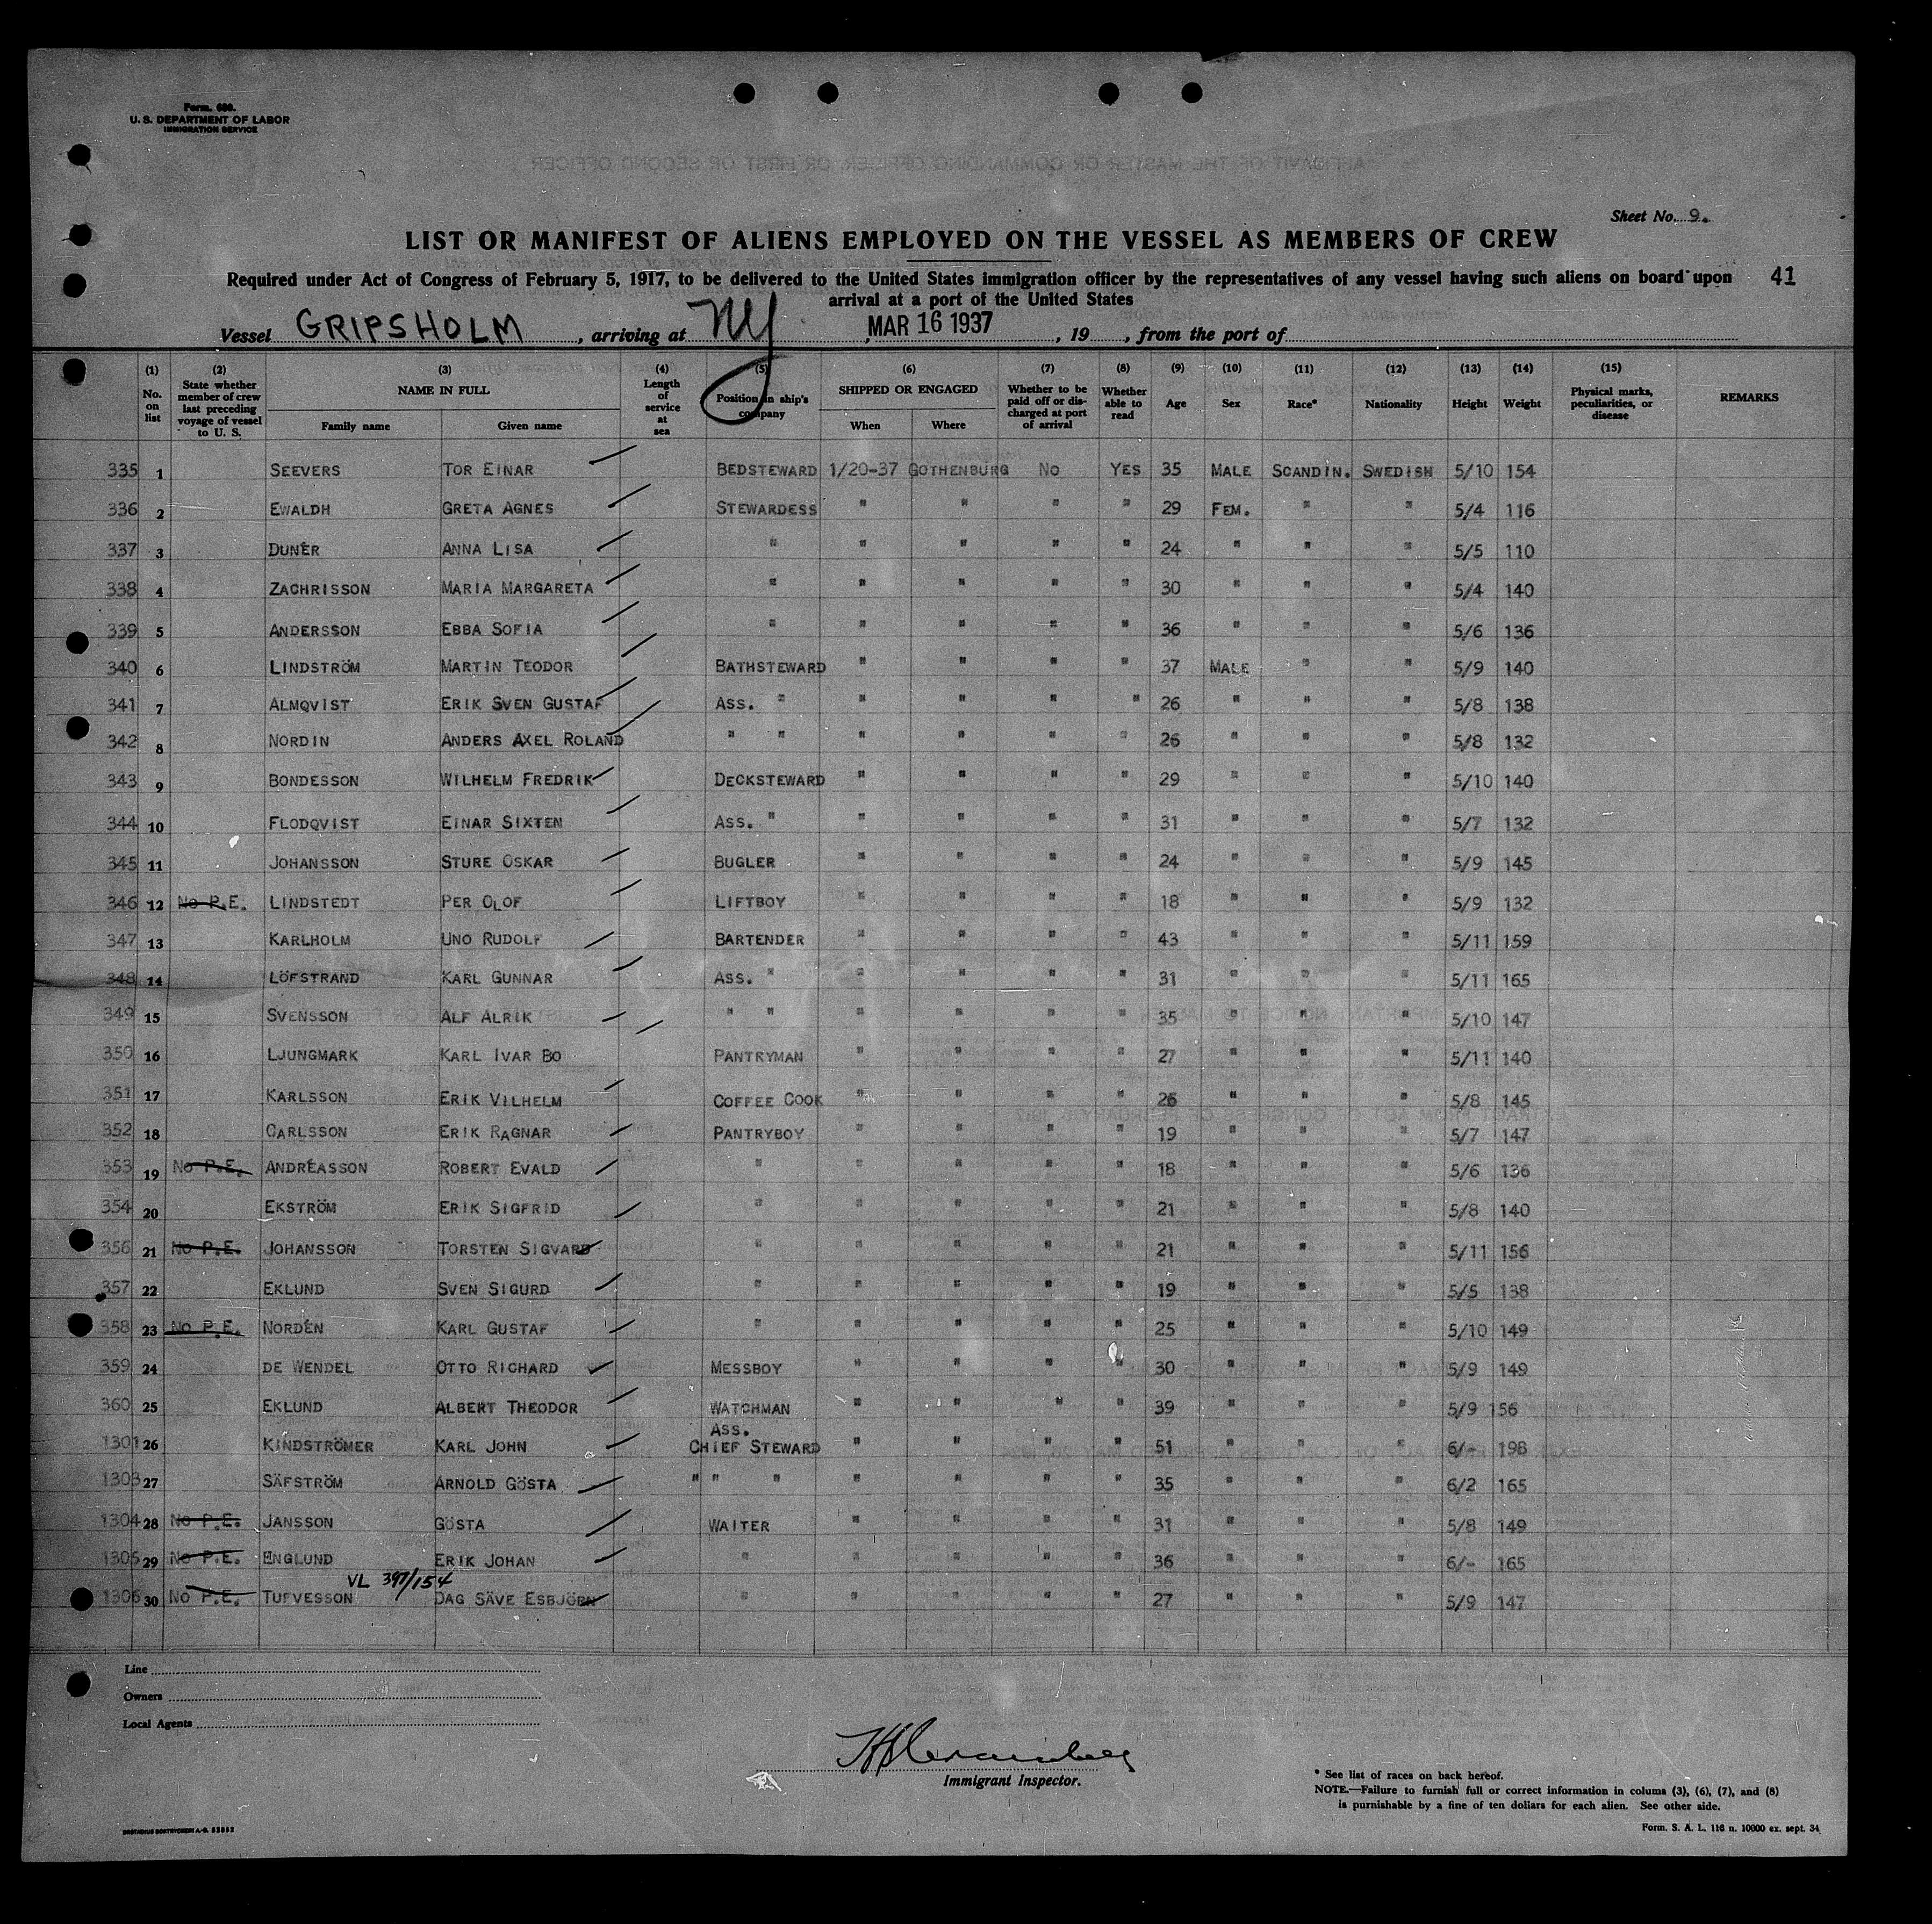 Form. 680.
U. S. DEPARTMENT OF LABOR
IMMIGRATION SERVICE
Sheet No. 9.
LIST OR MANIFEST OF ALIENS EMPLOYED ON THE VESSEL AS MEMBERS OF CREW
Required under Act of Congress of February 5, 1917, to be delivered to the United States immigration officer by the representatives of any vessel having such aliens on board upon 41
arrival at a port of the United States
Vessel GRIPSHOLM, arriving at NY, MAR 16 1937, 19, from the port of
(1) No. on list (2) State whether member of crew last preceding voyage of vessel to U. S. (3) NAME IN FULL Family name Given name (4) Length of service at sea (5) Position in ship's company (6) SHIPPED OR ENGAGED When Where (7) Whether to be paid off or discharged at port of arrival (8) Whether able to read (9) Age (10) Sex (11) Race* (12) Nationality (13) Height (14) Weight (15) Physical marks, peculiarities, or disease REMARKS
335 1 SEEVERS TOR EINAR BEDSTEWARD 1/20-37 GOTHENBURG NO YES 35 MALE SCANDIN. SWEDISH 5/10 154
336 2 EWALDH GRETA AGNES STEWARDESS " " " " 29 FEM. " " 5/4 116
337 3 DUNÉR ANNA LISA " " " " " 24 " " " 5/5 110
338 4 ZACHRISSON MARIA MARGARETA " " " " " 30 " " " 5/4 140
339 5 ANDERSSON EBBA SOFIA " " " " " 36 " " " 5/6 136
340 6 LINDSTRÖM MARTIN TEODOR BATHSTEWARD " " " " 37 MALE " " 5/9 140
341 7 ALMQVIST ERIK SVEN GUSTAF ASS. " " " " " 26 " " " 5/8 138
342 8 NORDIN ANDERS AXEL ROLAND " " " " " " 26 " " " 5/8 132
343 9 BONDESSON WILHELM FREDRIK DECKSTEWARD " " " " 29 " " " 5/10 140
344 10 FLODQVIST EINAR SIXTEN ASS. " " " " " 31 " " " 5/7 132
345 11 JOHANSSON STURE OSKAR BUGLER " " " " 24 " " " 5/9 145
346 12 NO P.E. LINDSTEDT PER OLOF LIFTBOY " " " " 18 " " " 5/9 132
347 13 KARLHOLM UNO RUDOLF BARTENDER " " " " 43 " " " 5/11 159
348 14 LÖFSTRAND KARL GUNNAR ASS. " " " " " 31 " " " 5/11 165
349 15 SVENSSON ALF ALRIK " " " " " " 35 " " " 5/10 147
350 16 LJUNGMARK KARL IVAR BO PANTRYMAN " " " " 27 " " " 5/11 140
351 17 KARLSSON ERIK VILHELM COFFEE COOK " " " " 26 " " " 5/8 145
352 18 CARLSSON ERIK RAGNAR PANTRYBOY " " " " 19 " " " 5/7 147
353 19 NO P.E. ANDRÉASSON ROBERT EVALD " " " " " 18 " " " 5/6 136
354 20 EKSTRÖM ERIK SIGFRID " " " " " 21 " " " 5/8 140
356 21 NO P.E. JOHANSSON TORSTEN SIGVARD " " " " " 21 " " " 5/11 156
357 22 EKLUND SVEN SIGURD " " " " " 19 " " " 5/5 138
358 23 NO P.E. NORDÉN KARL GUSTAF " " " " " 25 " " " 5/10 149
359 24 DE WENDEL OTTO RICHARD MESSBOY " " " " 30 " " " 5/9 149
360 25 EKLUND ALBERT THEODOR WATCHMAN " " " " 39 " " " 5/9 156
1301 26 KINDSTRÖMER KARL JOHN ASS. CHIEF STEWARD " " " " 51 " " " 6/- 198
1303 27 SÄFSTRÖM ARNOLD GÖSTA " " " " " " " 35 " " " 6/2 165
1304 28 NO P.E. JANSSON GÖSTA WAITER " " " " 31 " " " 5/8 149
1305 29 NO P.E. ENGLUND ERIK JOHAN " " " " " 36 " " " 6/- 165
VL 397/154
1306 30 NO P.E. TUFVESSON DAG SÄVE ESBJÖRN " " " " " 27 " " " 5/9 147
Line
Owners
Local Agents
Immigrant Inspector.
* See list of races on back hereof.
NOTE.—Failure to furnish full or correct information in colums (3), (6), (7), and (8)
is punishable by a fine of ten dollars for each alien. See other side.
Form. S. A. L. 116 n. 10000 ex. sept. 34